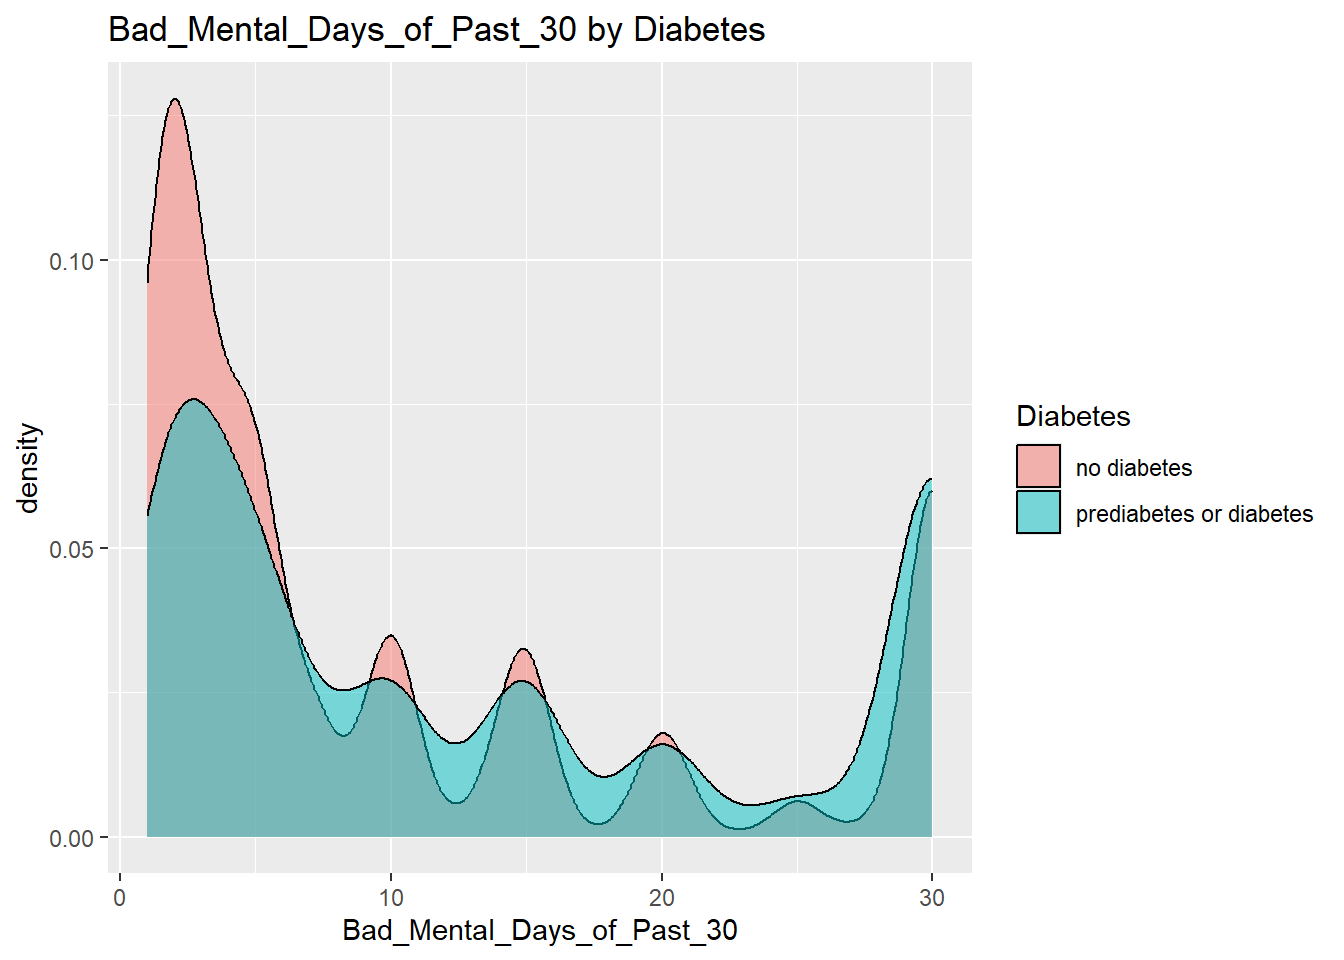 Bad_Mental_Days_of_Past_30 by Diabetes
0.10
0.05
0.00
density
0
10
20
30
Bad_Mental_Days_of_Past_30
Diabetes
no diabetes
prediabetes or diabetes